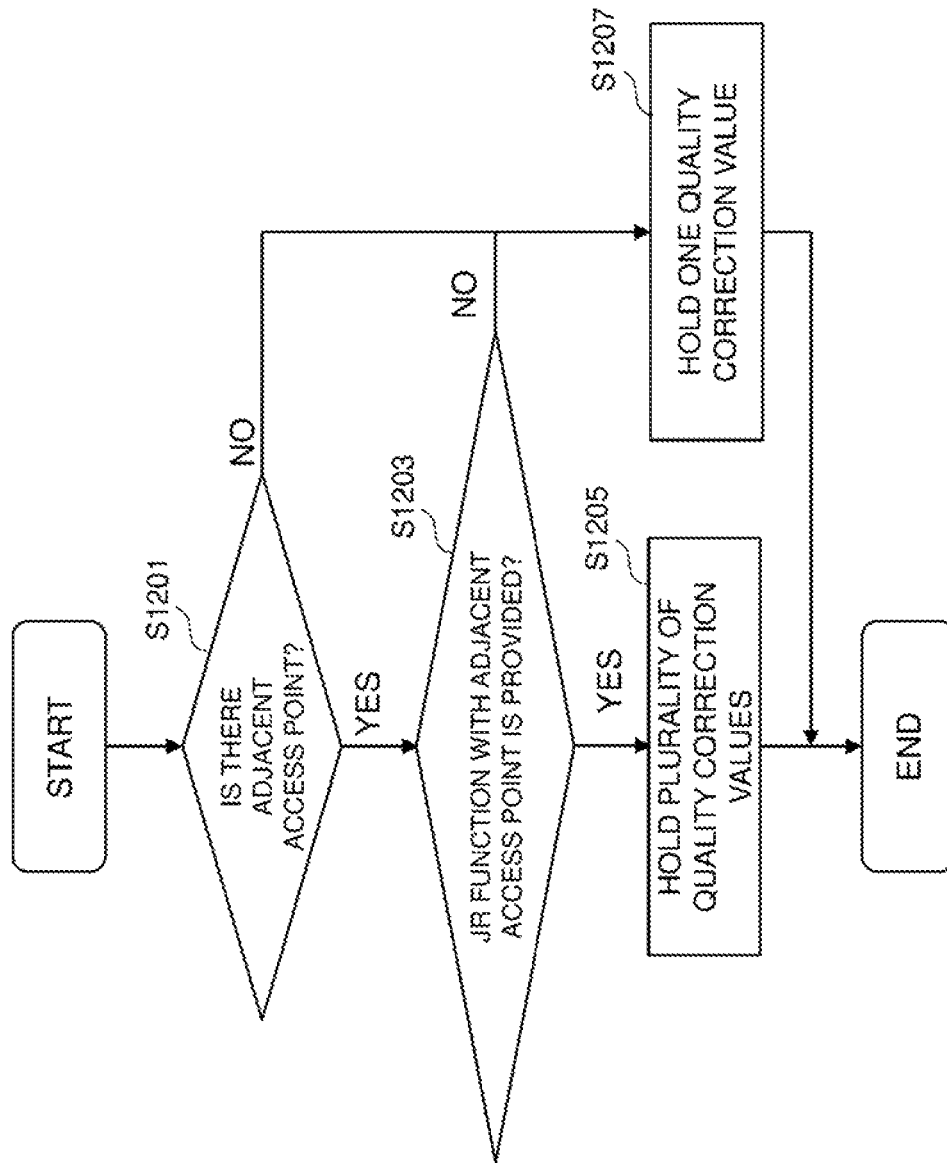 START
S1201
IS THERE
ADJACENT
ACCESS POINT?
NO
YES
S1203
JR FUNCTION WITH ADJACENT
ACCESS POINT IS PROVIDED?
NO
YES
S1205
HOLD PLURALITY OF
QUALITY CORRECTION
VALUES
S1207
HOLD ONE QUALITY
CORRECTION VALUE
END